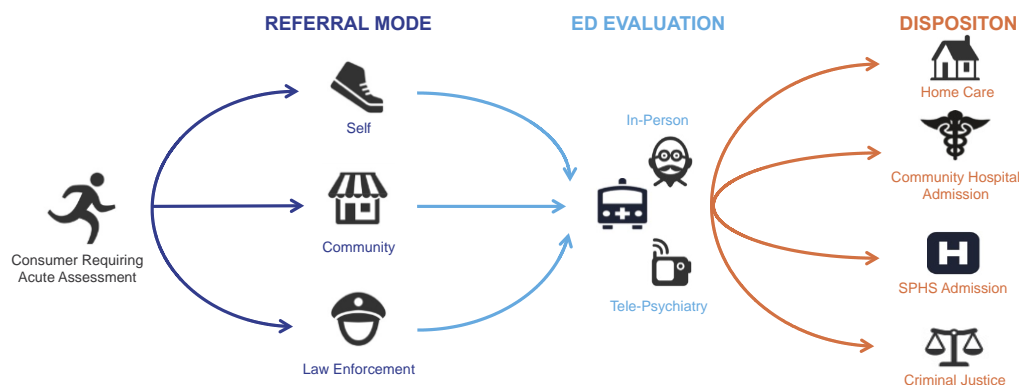 REFERRAL MODE
ED EVALUATION
DISPOSITON
Consumer Requiring
Acute Assessment
Self
Community
Law Enforcement
In-Person
Tele-Psychiatry
Home Care
Community Hospital
Admission
H
SPHS Admission
Criminal Justice